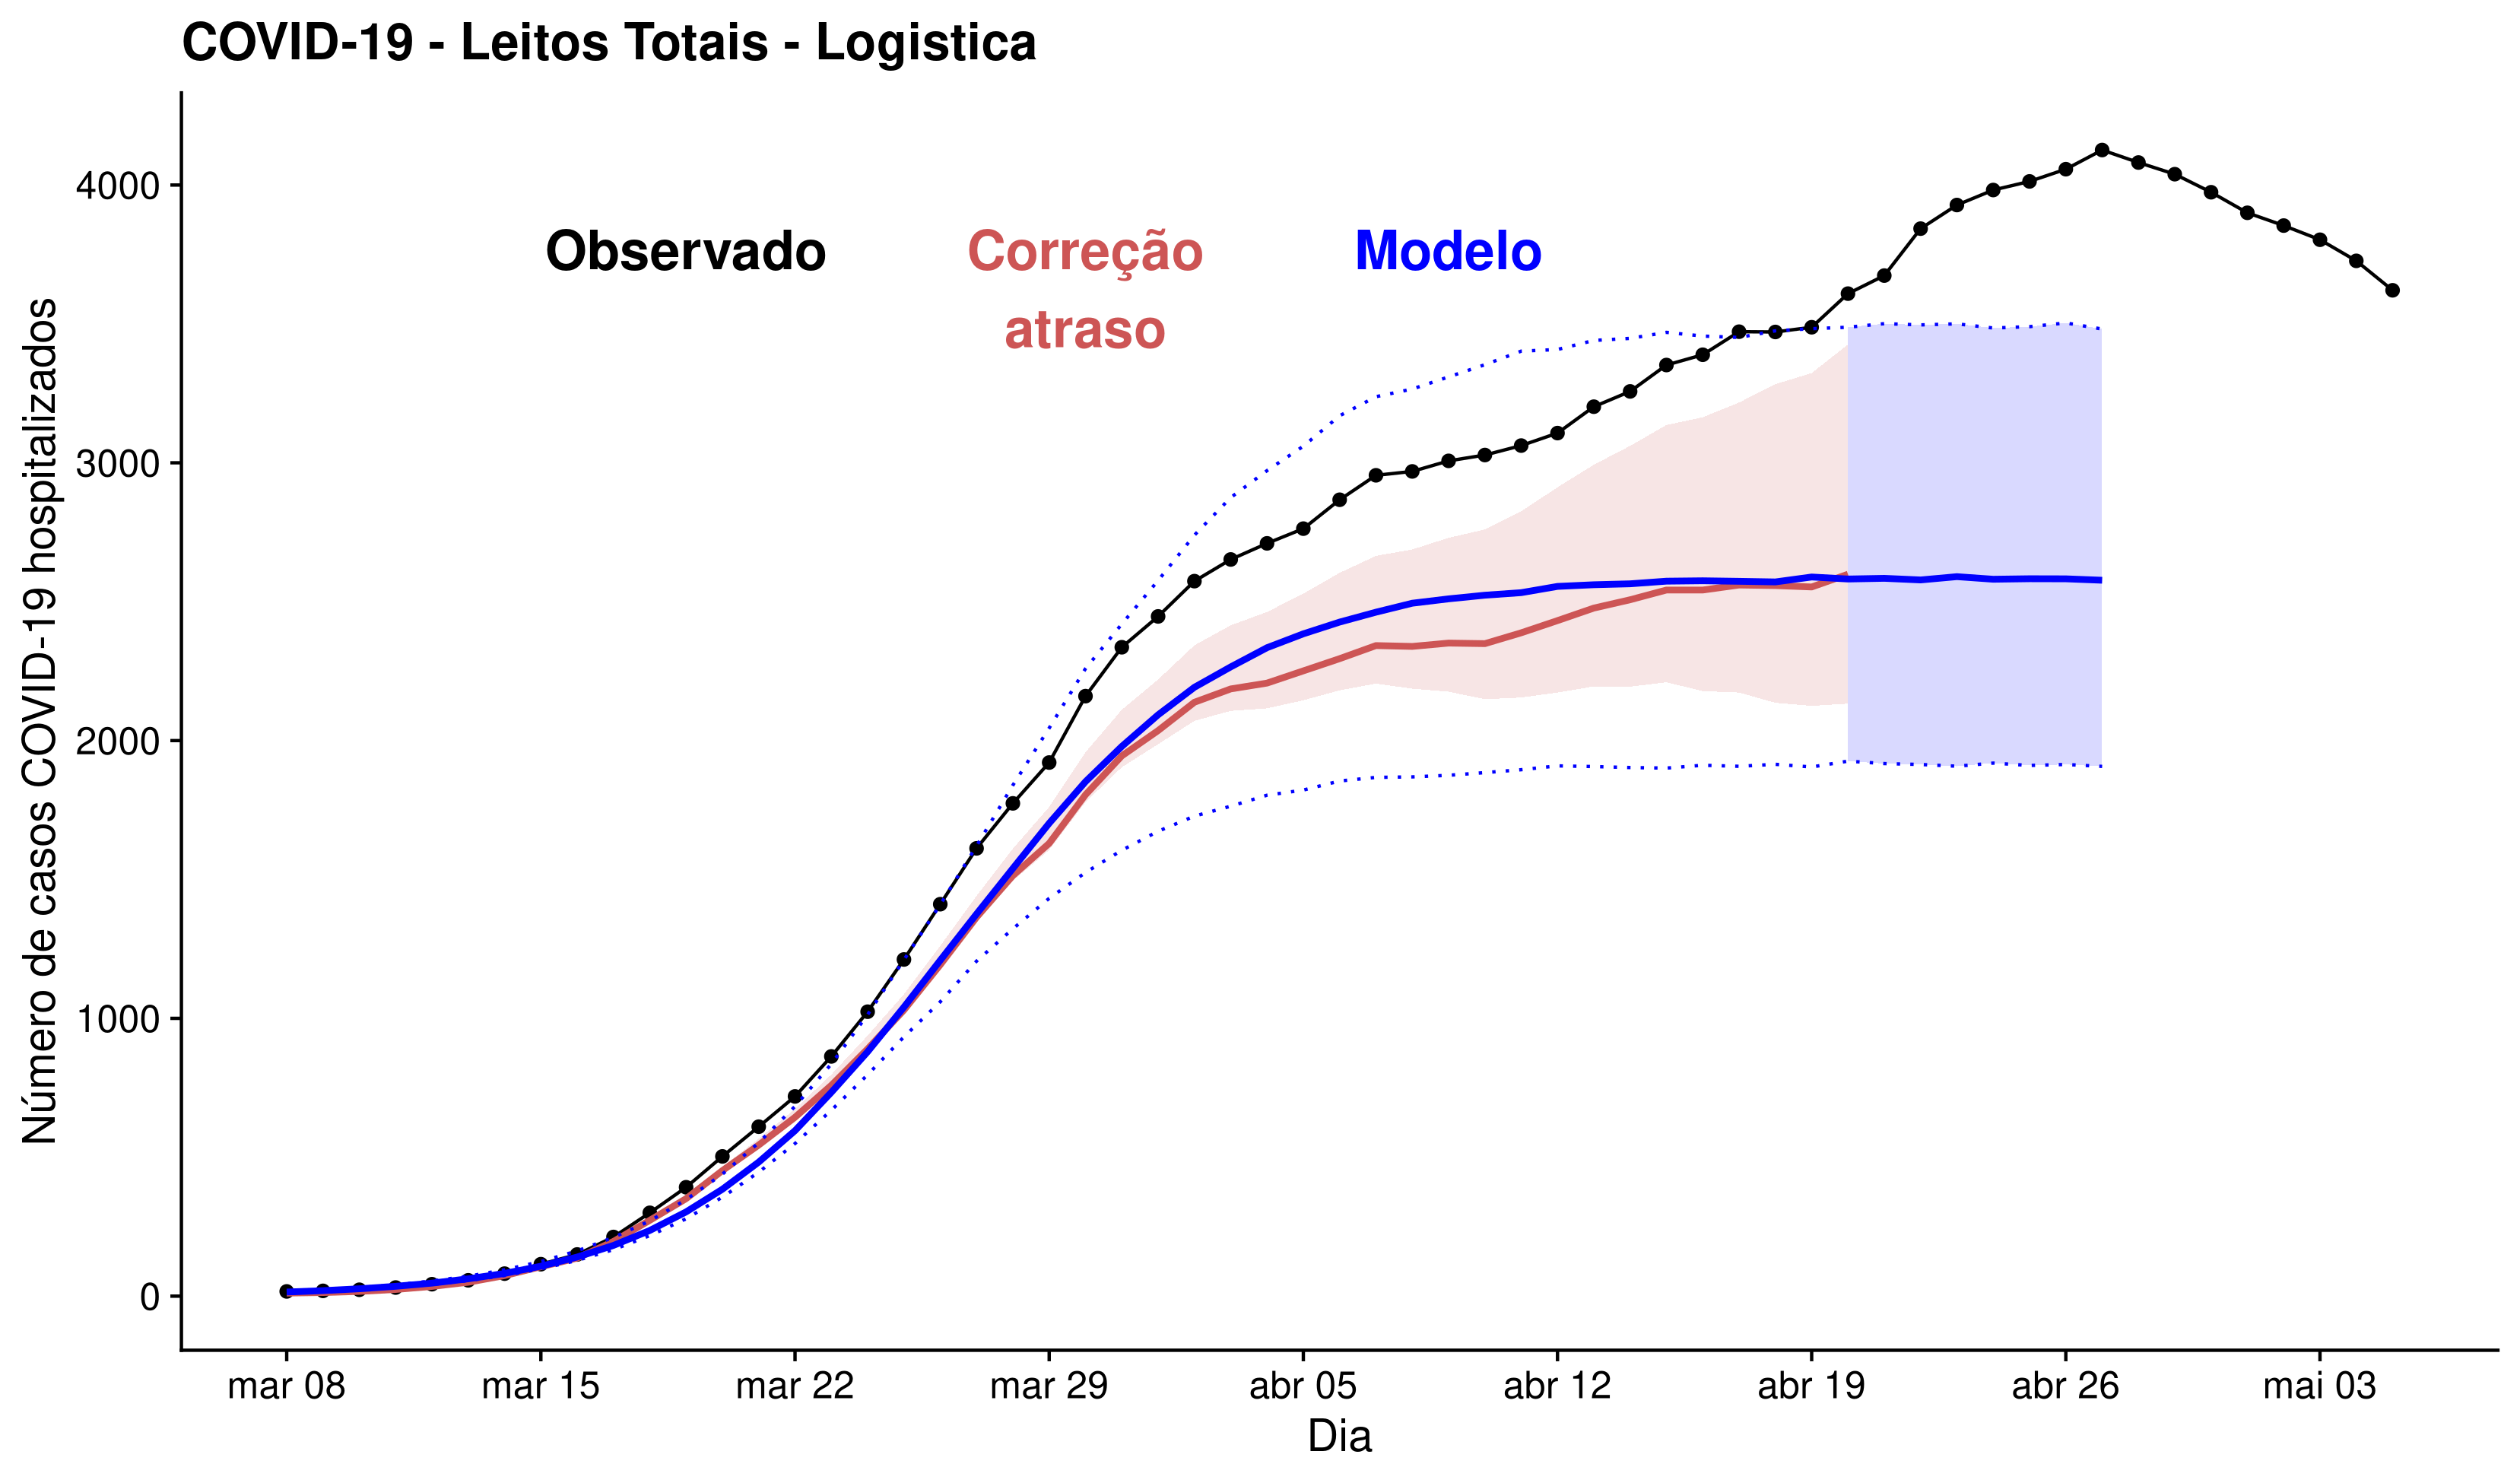 COVID-19 - Leitos Totais - Logistica
Número de casos COVID-19 hospitalizados
4000
3000
2000
1000
0
Observado
Correção
atraso
Modelo
mar 08
mar 15
mar 22
mar 29
abr 05
abr 12
abr 19
abr 26
mai 03
Dia